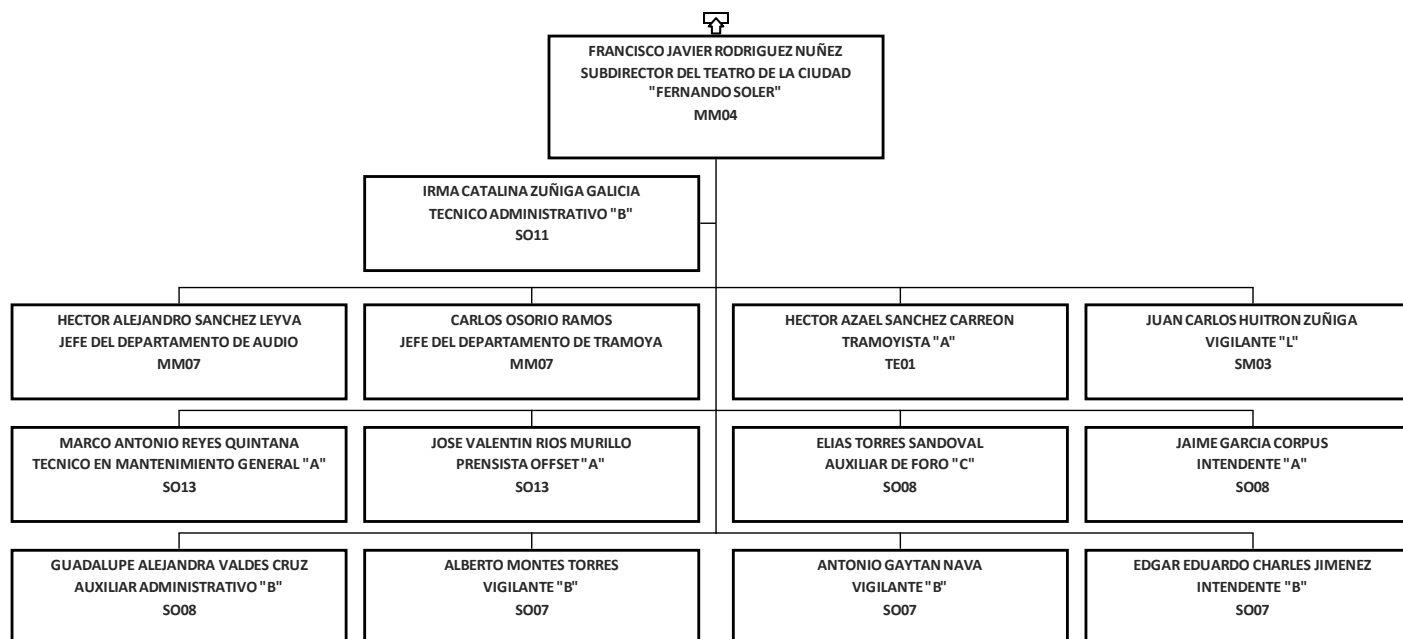 FRANCISCO JAVIER RODRIGUEZ NUÑEZ
SUBDIRECTOR DEL TEATRO DE LA CIUDAD
"FERNANDO SOLER"
MM04
IRMA CATALINA ZUÑIGA GALICIA
TECNICO ADMINISTRATIVO "B"
SO11
HECTOR ALEJANDRO SANCHEZ LEYVA
JEFE DEL DEPARTAMENTO DE AUDIO
MM07
CARLOS OSORIO RAMOS
JEFE DEL DEPARTAMENTO DE TRAMOYA
MM07
HECTOR AZAEL SANCHEZ CARREON
TRAMOYISTA "A"
TE01
JUAN CARLOS HUITRON ZUÑIGA
VIGILANTE "L"
SM03
MARCO ANTONIO REYES QUINTANA
TECNICO EN MANTENIMIENTO GENERAL "A"
SO13
JOSE VALENTIN RIOS MURILLO
PRENSISTA OFFSET "A"
SO13
ELIAS TORRES SANDOVAL
AUXILIAR DE FORO "C"
SO08
JAIME GARCIA CORPUS
INTENDENTE "A"
SO08
GUADALUPE ALEJANDRA VALDES CRUZ
AUXILIAR ADMINISTRATIVO "B"
SO08
ALBERTO MONTES TORRES
VIGILANTE "B"
SO07
ANTONIO GAYTAN NAVA
VIGILANTE "B"
SO07
EDGAR EDUARDO CHARLES JIMENEZ
INTENDENTE "B"
SO07